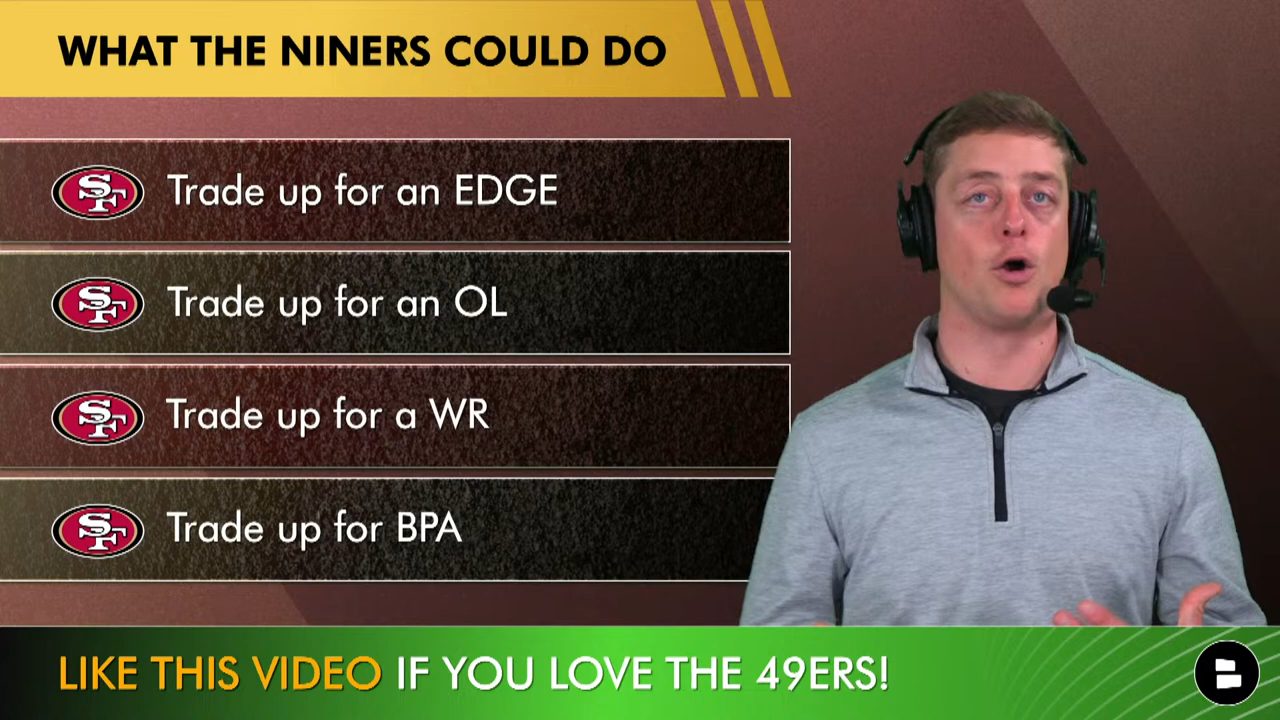 WHAT THE NINERS COULD DO
SF Trade up for an EDGE
SF Trade up for an OL
SF Trade up for a WR
SF Trade up for BPA
LIKE THIS VIDEO IF YOU LOVE THE 49ERS!